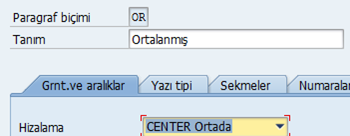 Paragraf biçimi OR
Tanım Ortalanmış
Grnt.ve aralıklar Yazı tipi Sekmeler Numaralar
Hizalama CENTER Ortada